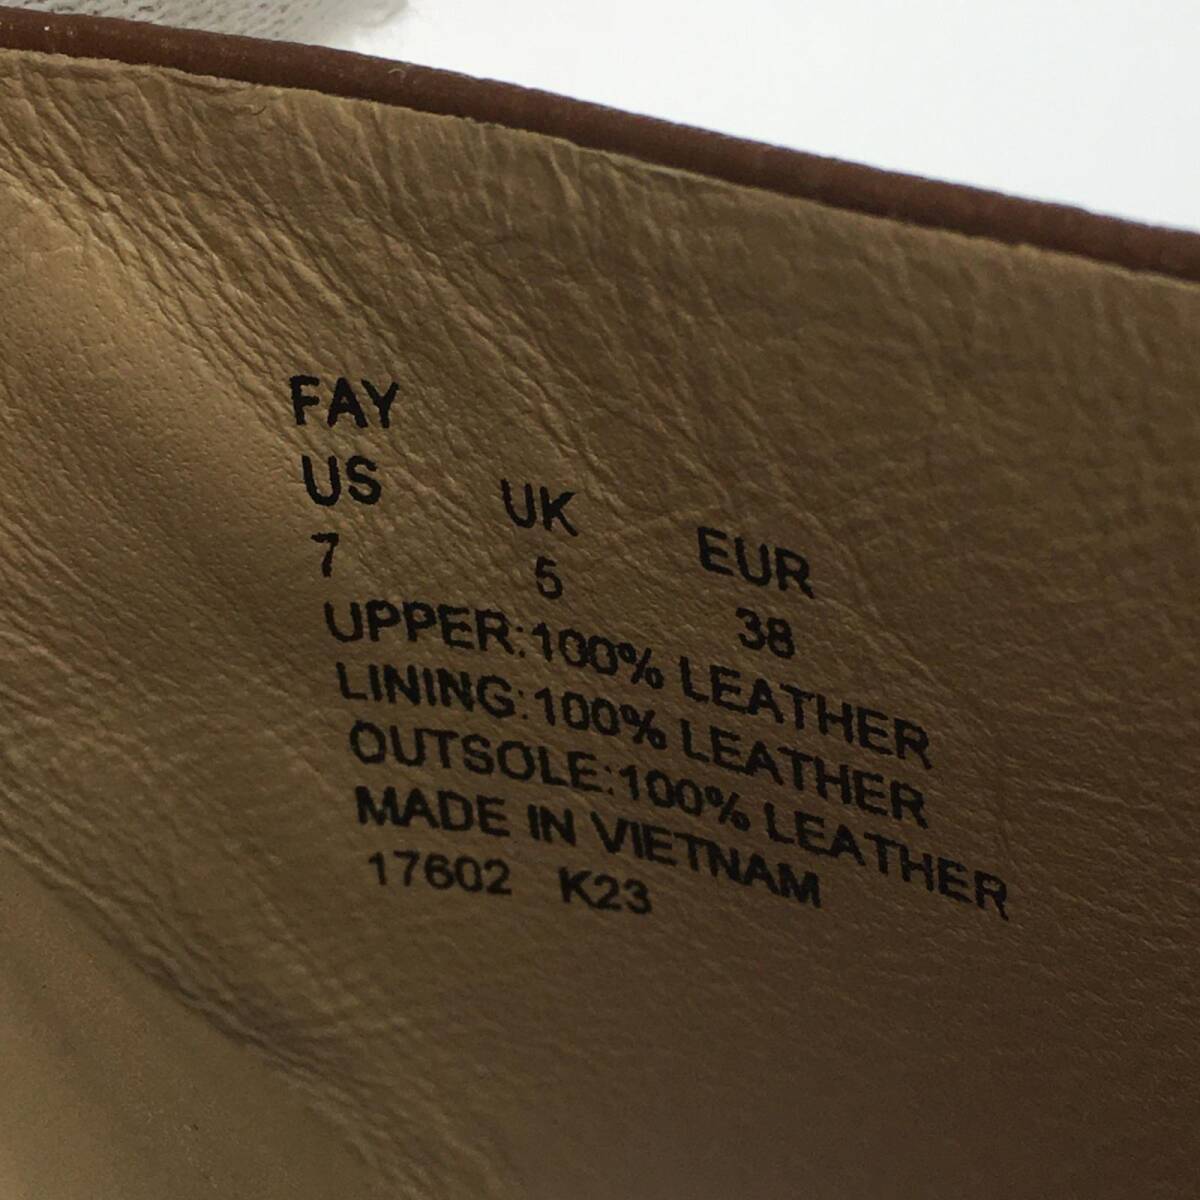 FAY
US UK EUR
7 5 38
UPPER:100% LEATHER
LINING:100% LEATHER
OUTSOLE:100% LEATHER
MADE IN VIETNAM
17602 K23